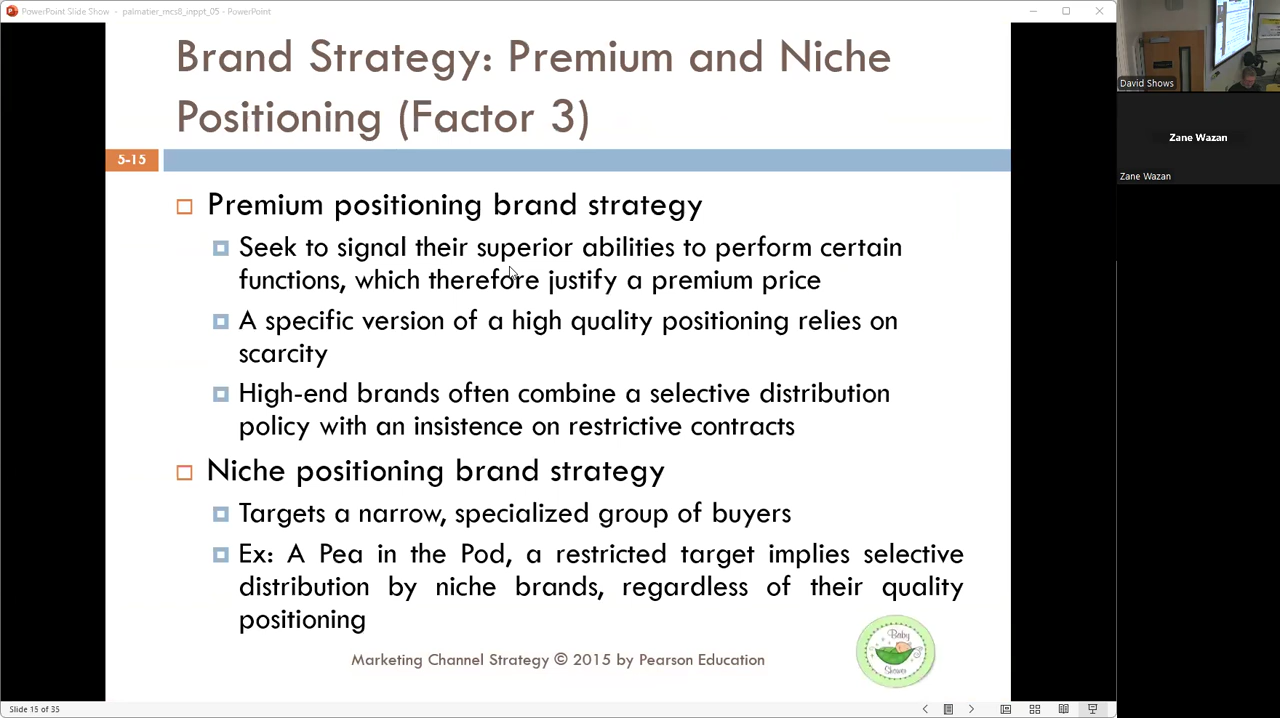 PowerPoint Slide Show - palmatier_mcs8_inppt_05 - PowerPoint
Brand Strategy: Premium and Niche
Positioning (Factor 3)
5-15
Premium positioning brand strategy
Seek to signal their superior abilities to perform certain
functions, which therefore justify a premium price
A specific version of a high quality positioning relies on
scarcity
High-end brands often combine a selective distribution
policy with an insistence on restrictive contracts
Niche positioning brand strategy
Targets a narrow, specialized group of buyers
Ex: A Pea in the Pod, a restricted target implies selective
distribution by niche brands, regardless of their quality
positioning
Baby
Shower
Marketing Channel Strategy © 2015 by Pearson Education
Slide 15 of 35
David Shows
Zane Wazan
Zane Wazan